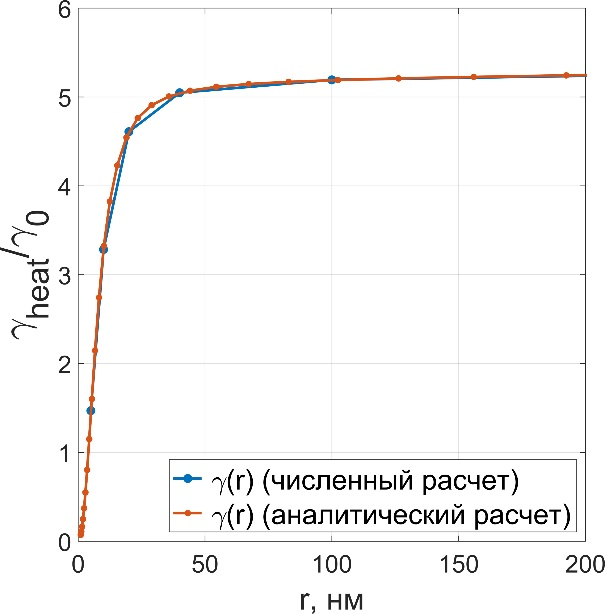 6
5
4
3
2
1
0
γheat/γ0
γ(r) (численный расчет)
γ(r) (аналитический расчет)
0 50 100 150 200
r, нм